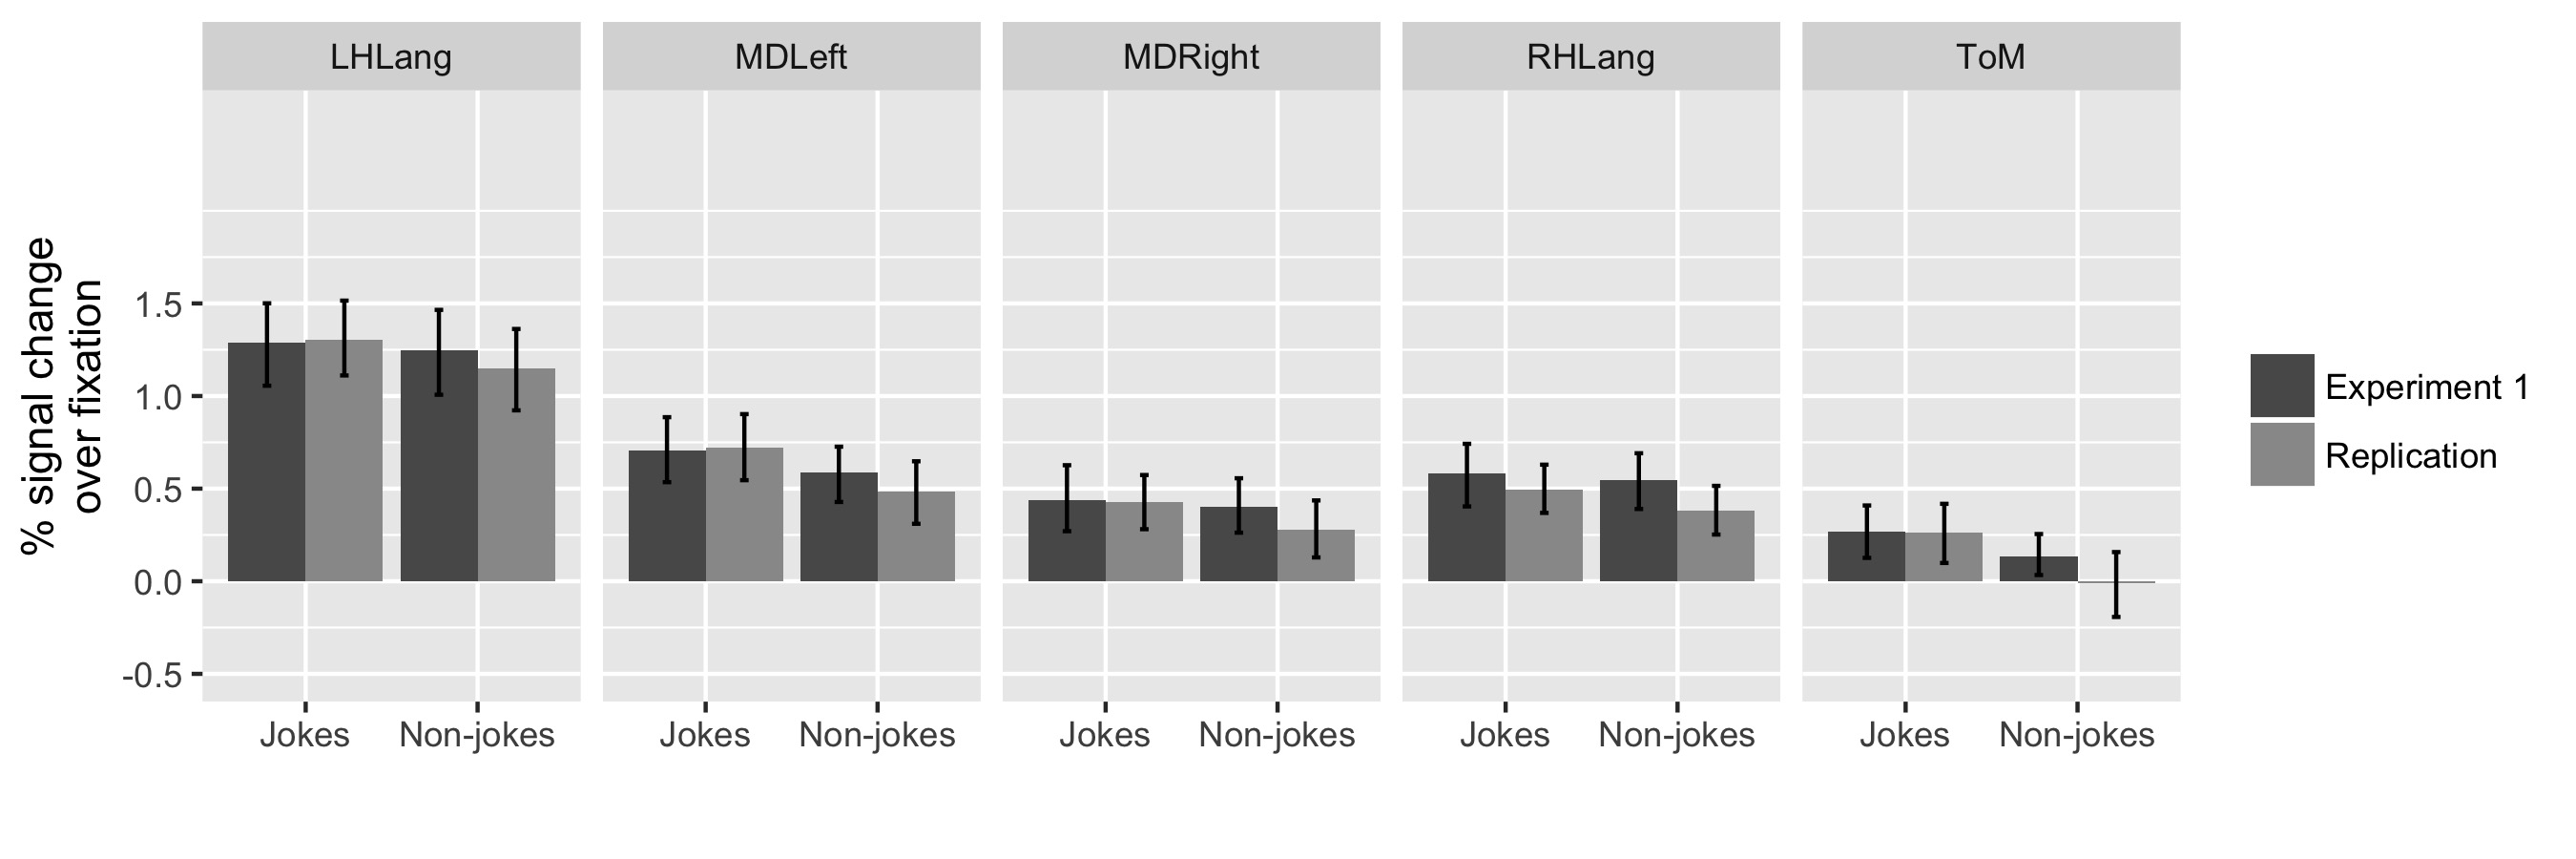 LHLang
MDLeft
MDRight
RHLang
ToM
% signal change
over fixation
1.5
1.0
0.5
0.0
-0.5
Jokes Non-jokes
Jokes Non-jokes
Jokes Non-jokes
Jokes Non-jokes
Jokes Non-jokes
Experiment 1
Replication